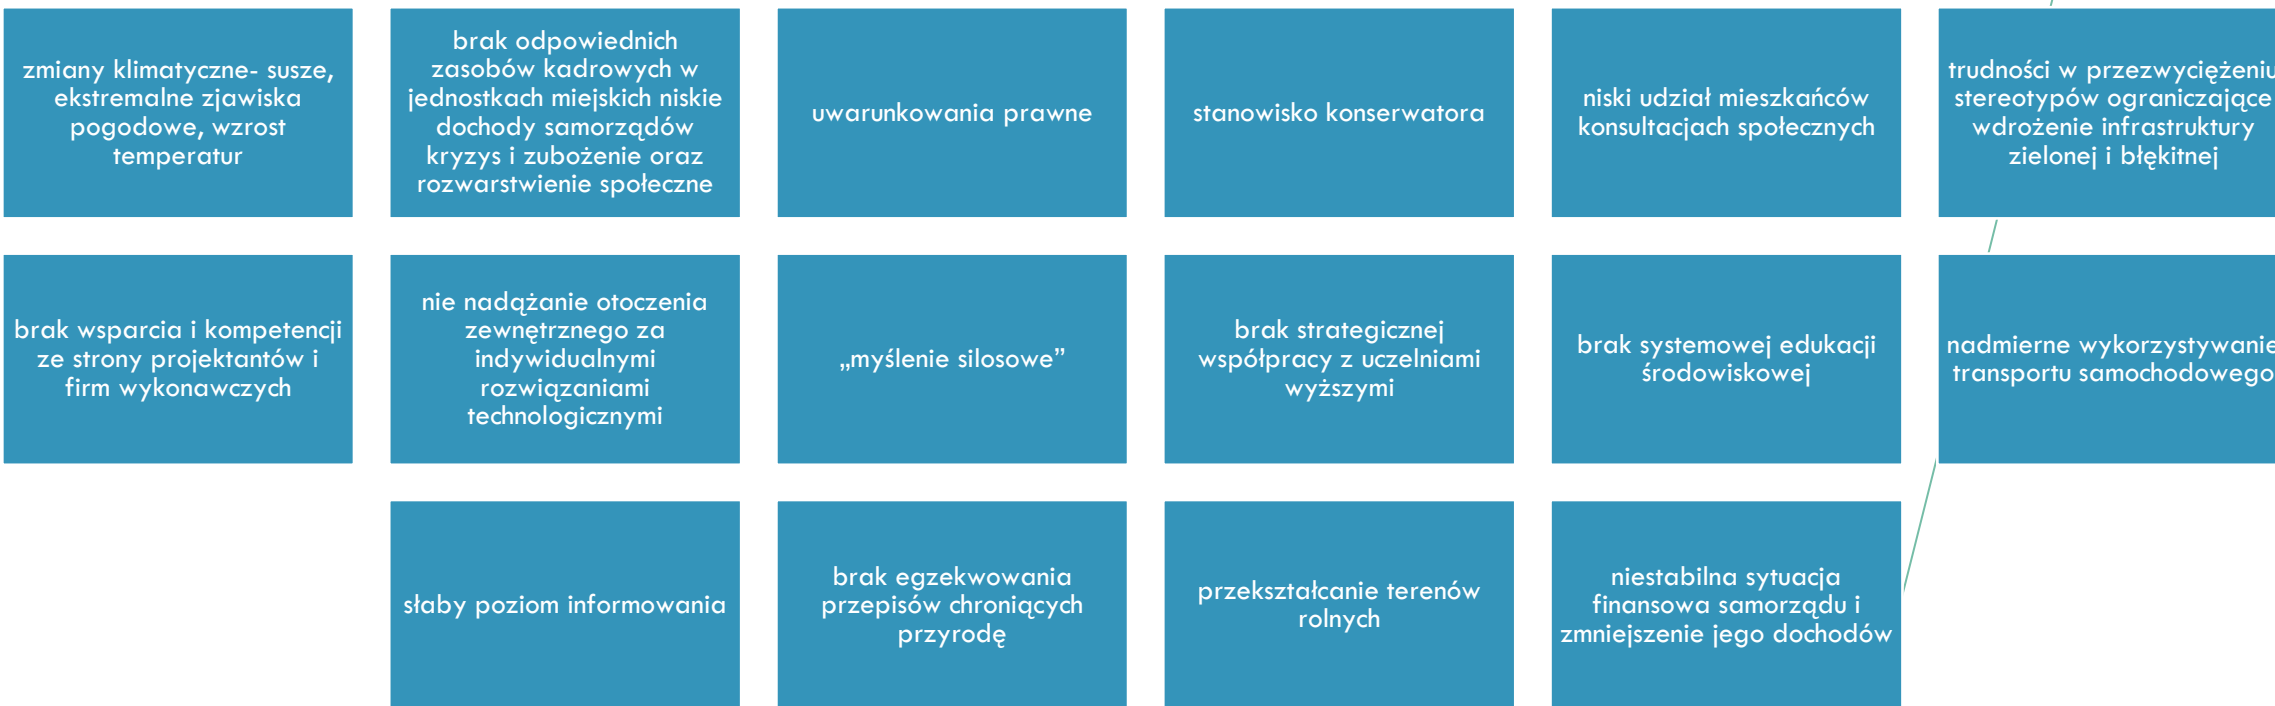 zmiany klimatyczne- susze,
ekstremalne zjawiska
pogodowe, wzrost
temperatur
brak odpowiednich
zasobów kadrowych w
jednostkach miejskich niskie
dochody samorządów
kryzys i zubożenie oraz
rozwarstwienie społeczne
uwarunkowania prawne
stanowisko konserwatora
niski udział mieszkańców
konsultacjach społecznych
trudności w przezwyciężeniu
stereotypów ograniczające
wdrożenie infrastruktury
zielonej i błękitnej
brak wsparcia i kompetencji
ze strony projektantów i
firm wykonawczych
nie nadążanie otoczenia
zewnętrznego za
indywidualnymi
rozwiązaniami
technologicznymi
„myślenie silosowe”
brak strategicznej
współpracy z uczelniami
wyższymi
brak systemowej edukacji
środowiskowej
nadmierne wykorzystywanie
transportu samochodowego
słaby poziom informowania
brak egzekwowania
przepisów chroniących
przyrodę
przekształcanie terenów
rolnych
niestabilna sytuacja
finansowa samorządu i
zmniejszenie jego dochodów